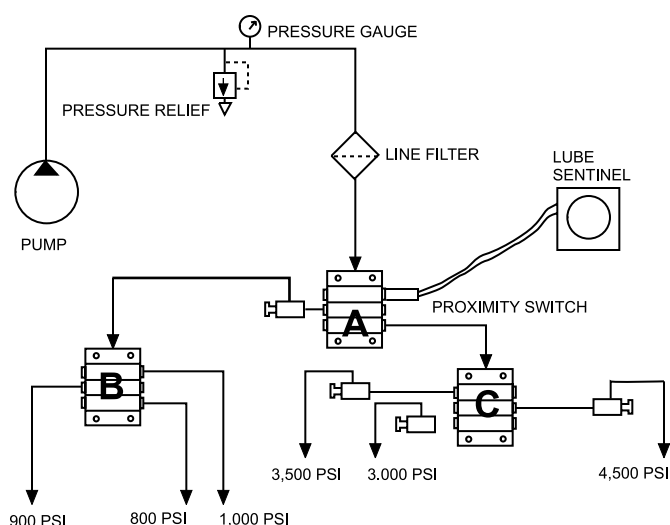 PRESSURE GAUGE
PRESSURE RELIEF
LINE FILTER
LUBE
SENTINEL
PUMP
PROXIMITY SWITCH
A
B
C
3,500 PSI
3.000 PSI
4,500 PSI
900 PSI
800 PSI
1,000 PSI